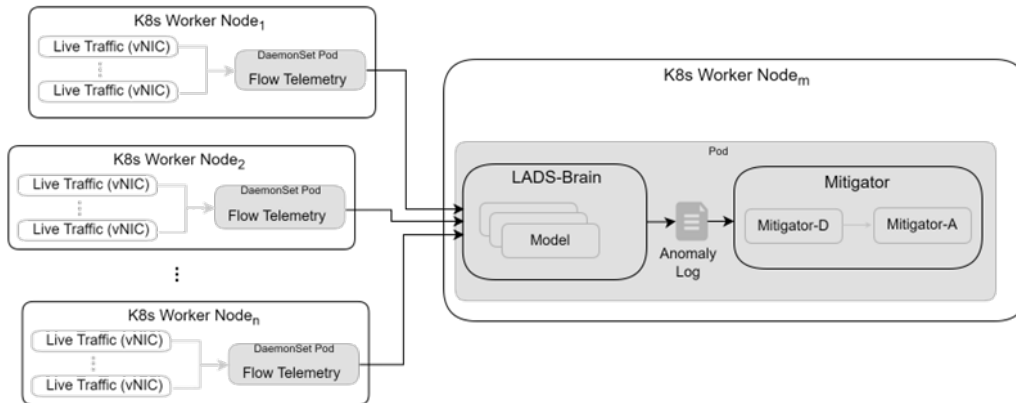 K8s Worker Node1
Live Traffic (vNIC)
Live Traffic (vNIC)
DaemonSet Pod
Flow Telemetry
K8s Worker Node2
Live Traffic (vNIC)
Live Traffic (vNIC)
DaemonSet Pod
Flow Telemetry
K8s Worker Noden
Live Traffic (vNIC)
Live Traffic (vNIC)
DaemonSet Pod
Flow Telemetry
K8s Worker Nodem
Pod
LADS-Brain
Model
Anomaly
Log
Mitigator
Mitigator-D
Mitigator-A